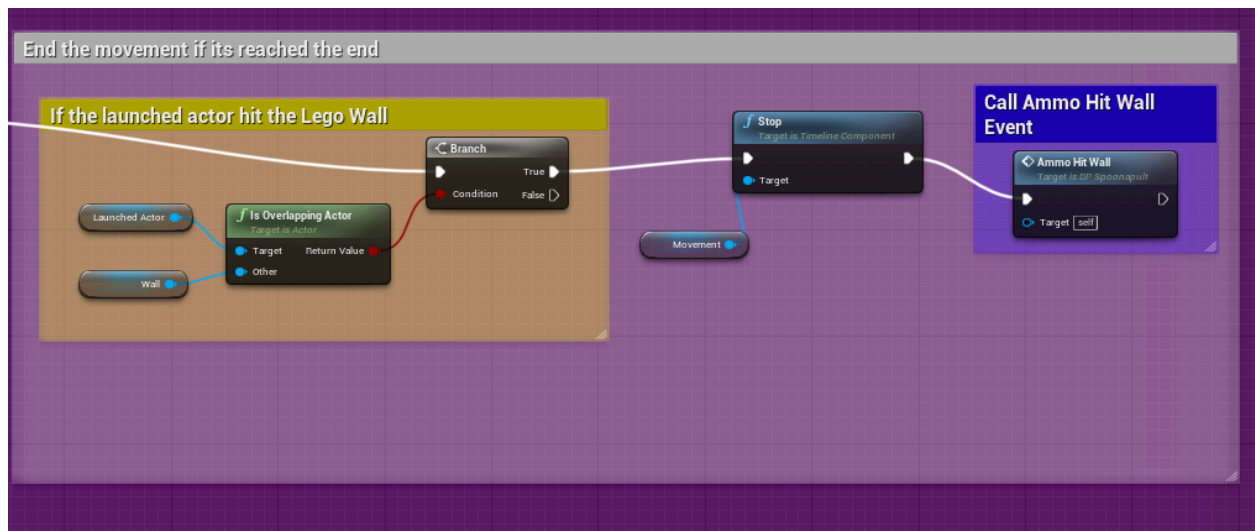 End the movement if its reached the end
If the launched actor hit the Lego Wall
Launched Actor
Wall
Is Overlapping Actor
Target is Actor
Target
Return Value
Other
Branch
True
Condition
False
Stop
Target is Timeline Component
Target
Movement
Call Ammo Hit Wall
Event
Ammo Hit Wall
Target is BP Spoonapult
Target self